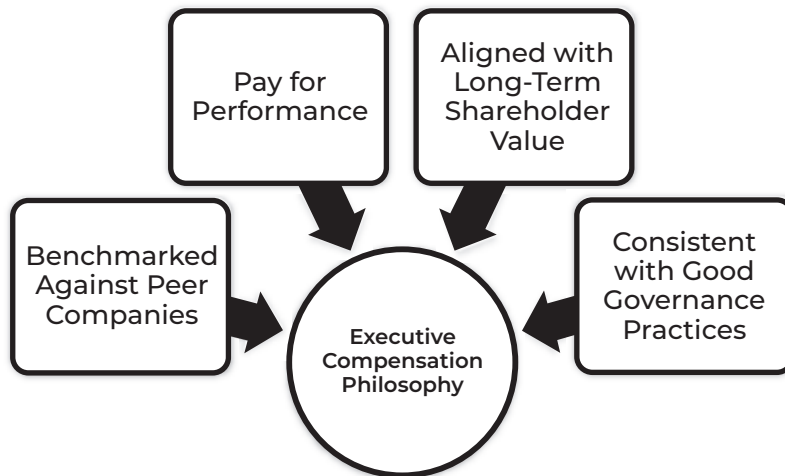 Pay for
Performance
Aligned with
Long-Term
Shareholder
Value
Benchmarked
Against Peer
Companies
Consistent
with Good
Governance
Practices
Executive
Compensation
Philosophy